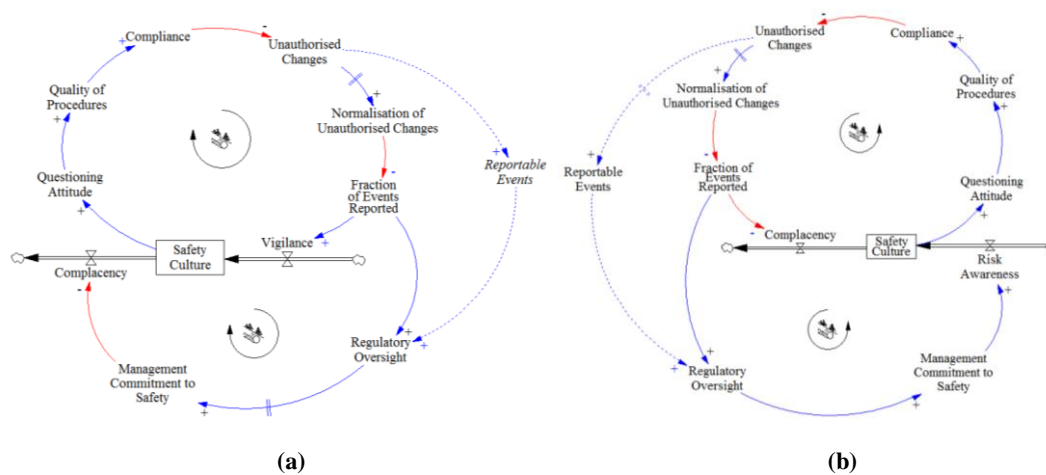 Compliance
-
+
Unauthorised
Changes
Quality of
Procedures
+
+
Normalisation of
Unauthorised Changes
-
+
Reportable
Events
Questioning
Attitude
+
Fraction
of Events
Reported
Vigilance
+
Safety
Culture
Complacency
-
+
+
Regulatory
Oversight
Management
Commitment to
Safety
+
(a)
Unauthorised
Changes
-
Compliance
+
+
Normalisation of
Unauthorised Changes
Quality of
Procedures
+
+
Reportable
Events
-
Fraction of
Events
Reported
Questioning
Attitude
+
-
Complacency
Safety
Culture
Risk
Awareness
+
+
+
Regulatory
Oversight
Management
Commitment to
Safety
+
(b)